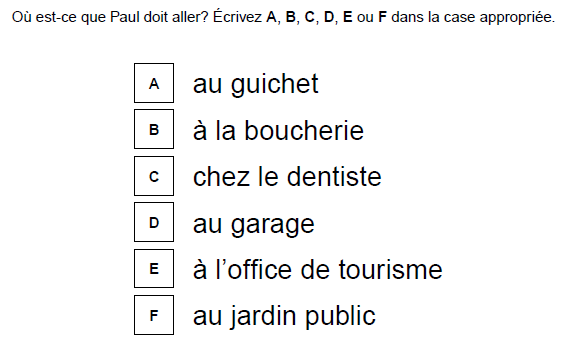 Où est-ce que Paul doit aller? Écrivez A, B, C, D, E ou F dans la case appropriée.
A au guichet
B à la boucherie
C chez le dentiste
D au garage
E à l’office de tourisme
F au jardin public